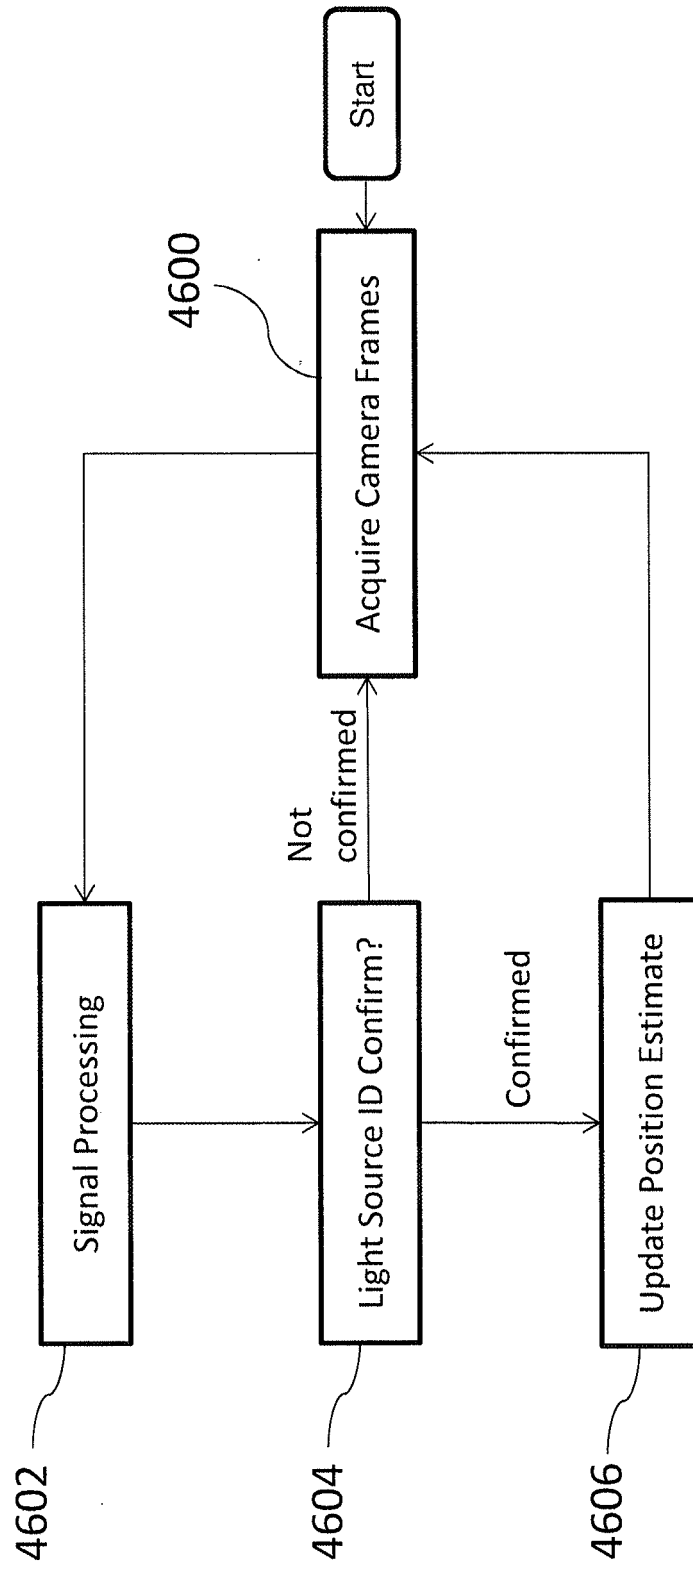 Start
4600
Acquire Camera Frames
4602
Signal Processing
4604
Light Source ID Confirm?
Not
confirmed
Confirmed
4606
Update Position Estimate